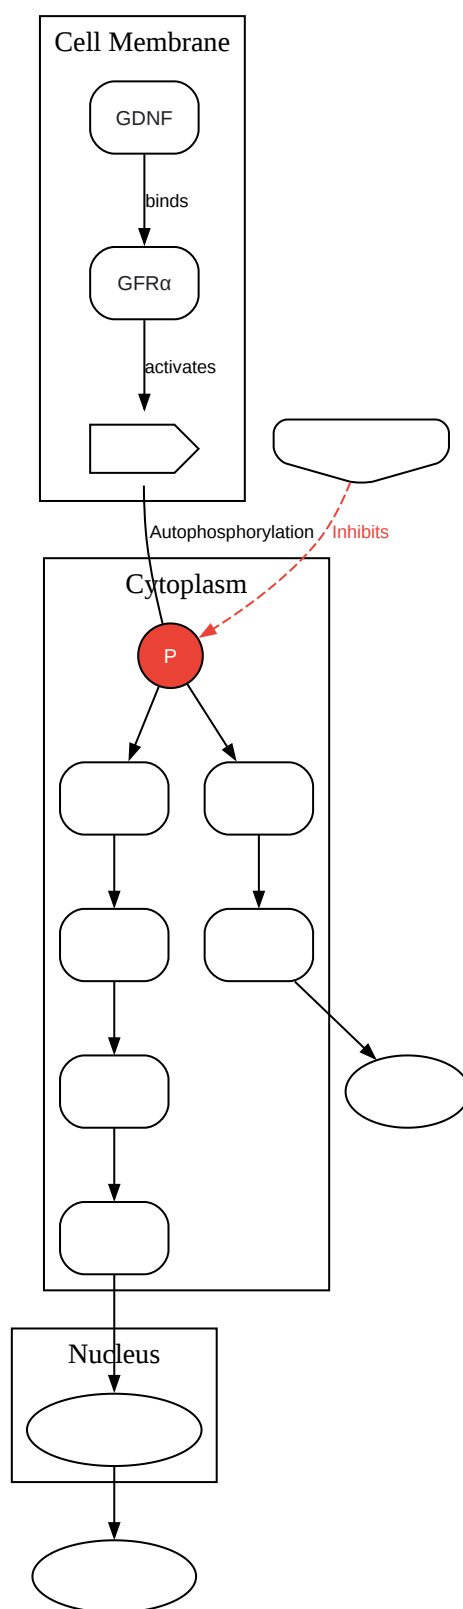 Cell Membrane
GDNF
binds
GFRα
activates
Autophosphorylation
Inhibits
Cytoplasm
P
Nucleus